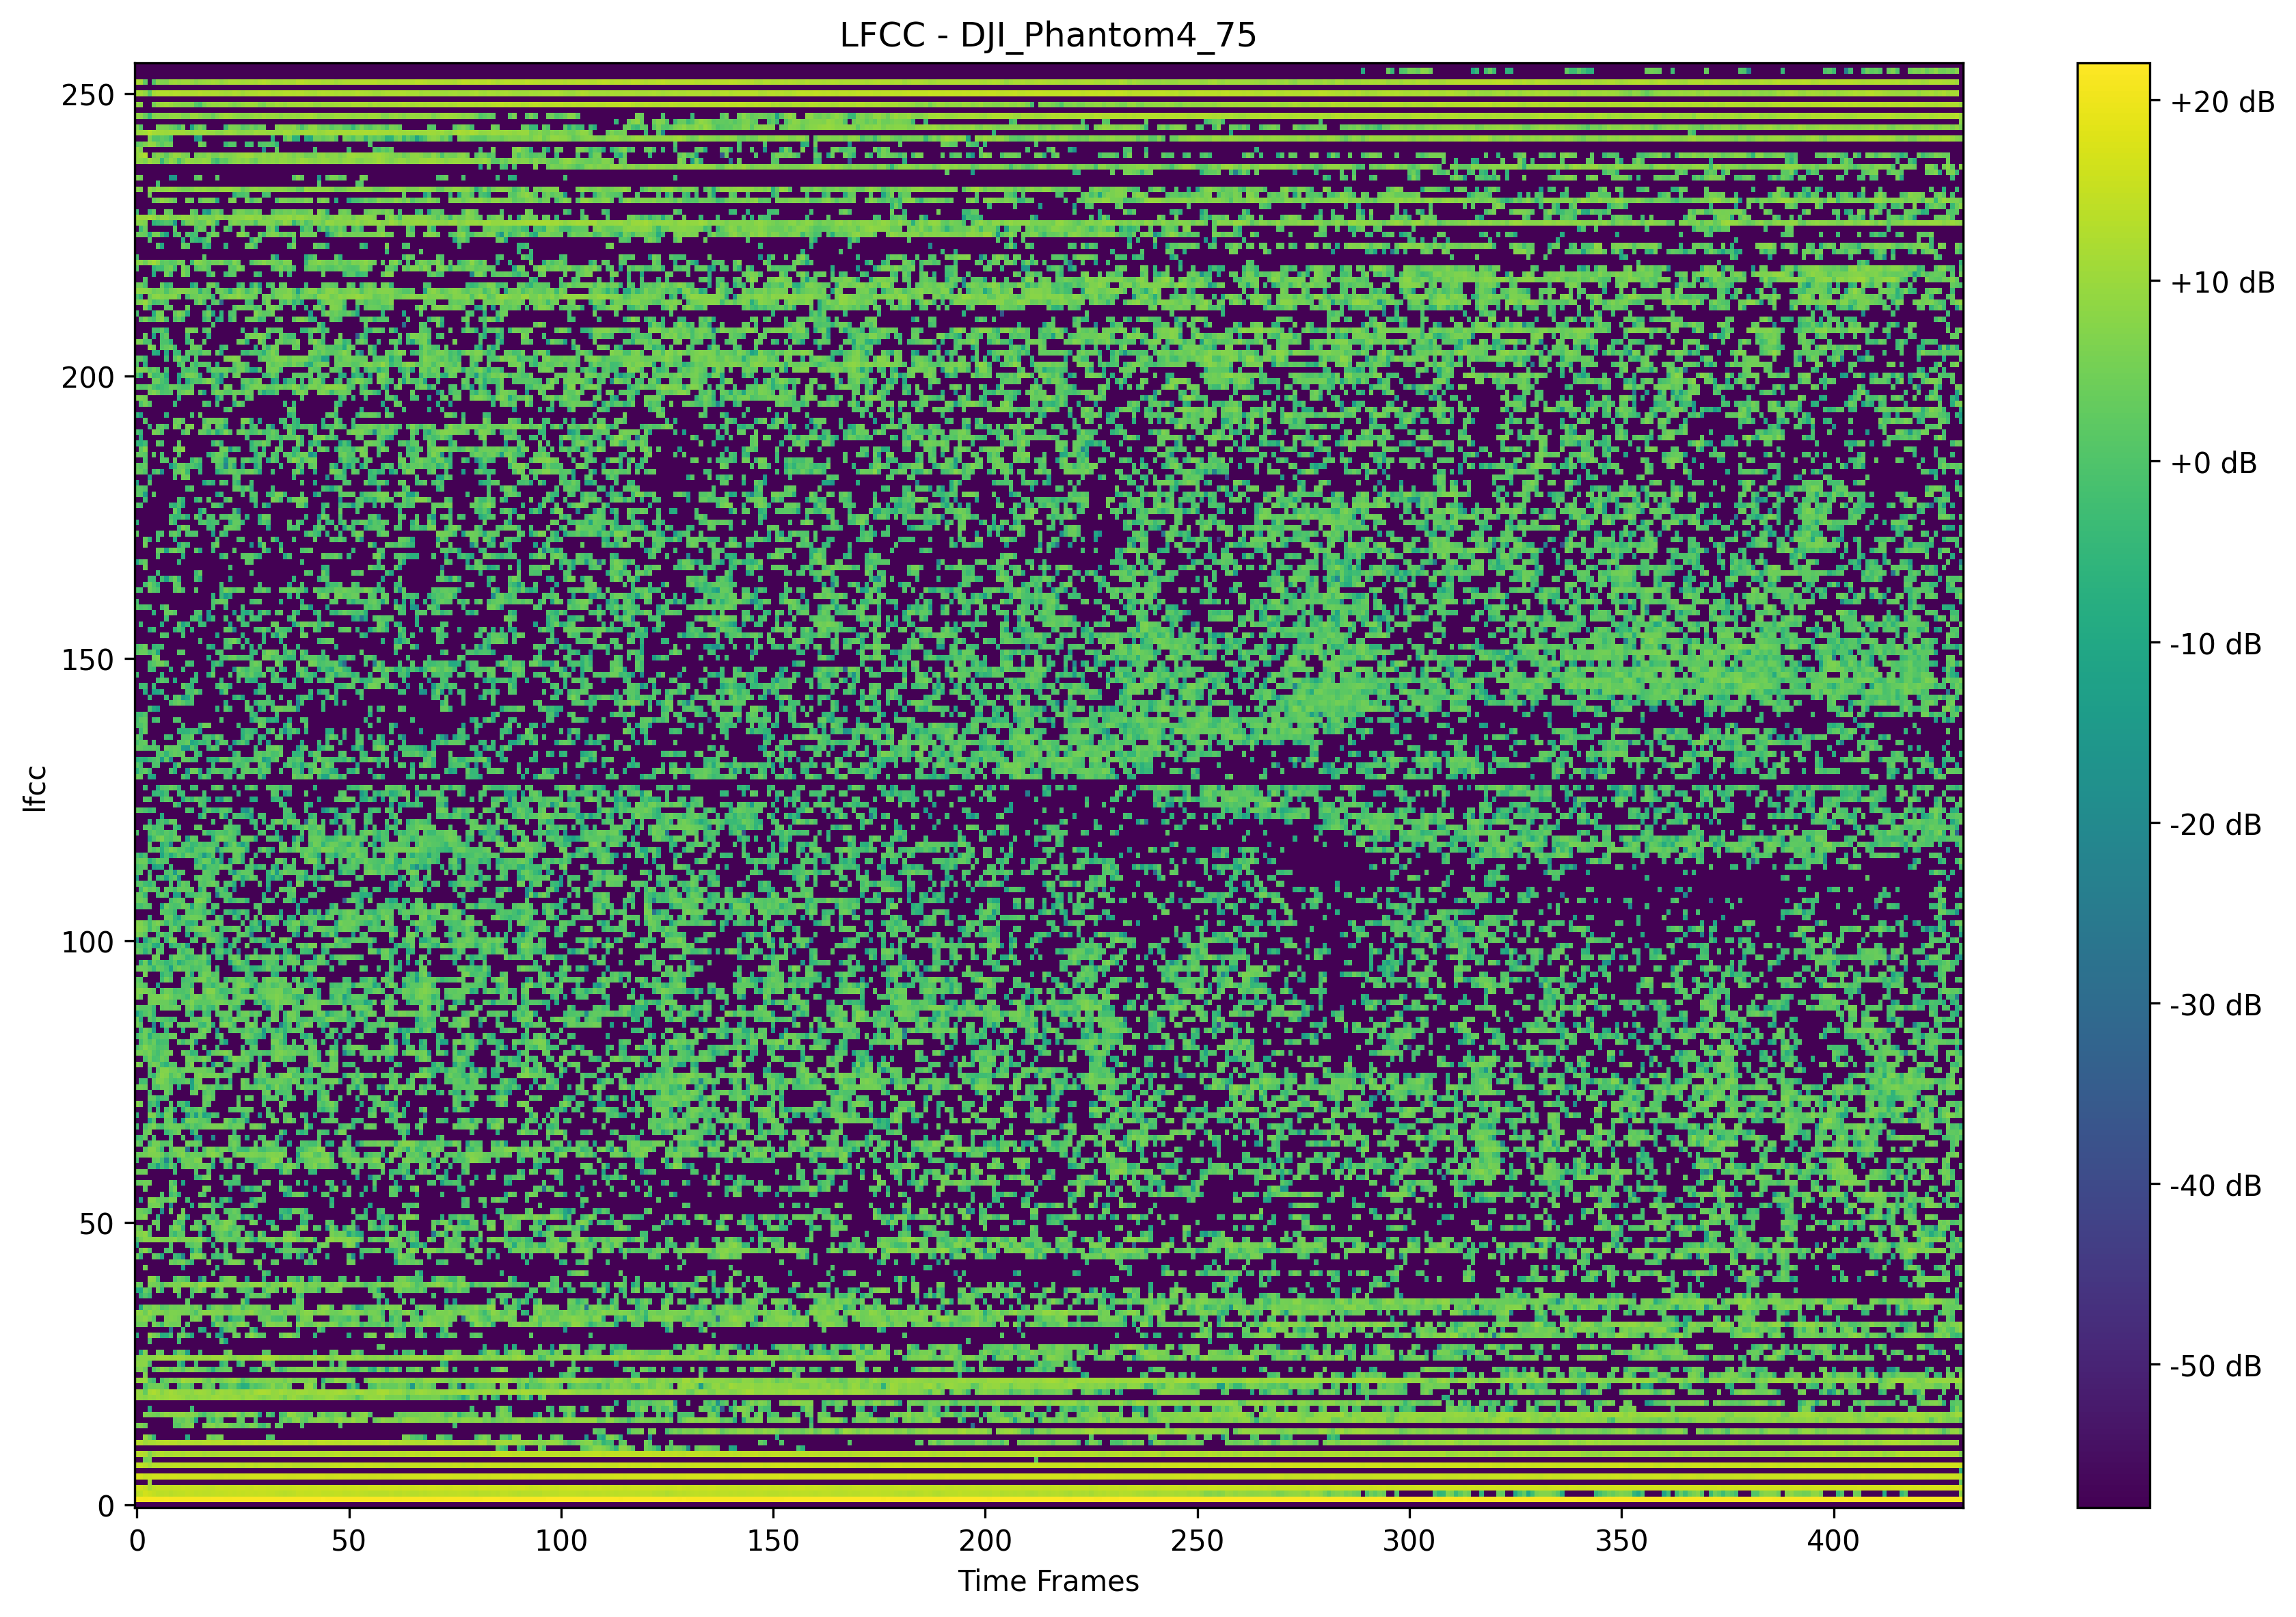 LFCC - DJI_Phantom4_75
250
200
150
100
50
0
lfcc
0 50 100 150 200 250 300 350 400
Time Frames
+20 dB
+10 dB
+0 dB
-10 dB
-20 dB
-30 dB
-40 dB
-50 dB